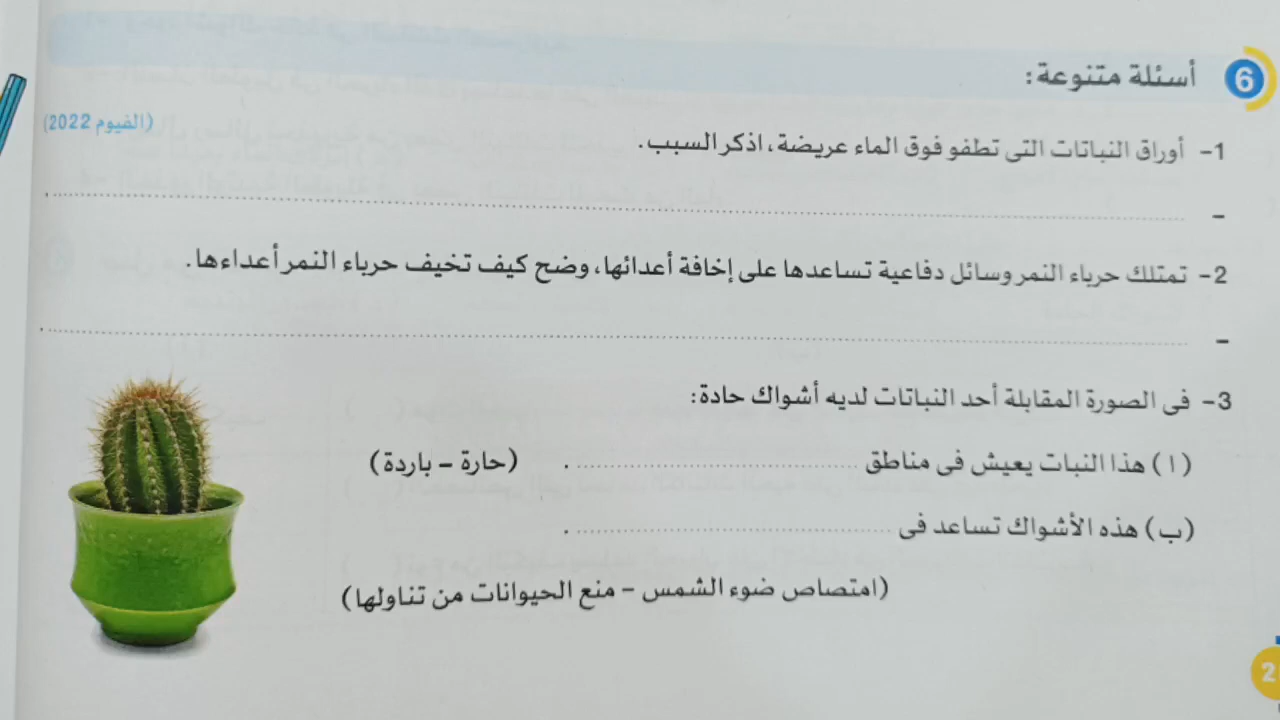 6 أسئلة متنوعة:
1- أوراق النباتات التى تطفو فوق الماء عريضة، اذكر السبب. (الفيوم 2022)
-
2- تمتلك حرباء النمر وسائل دفاعية تساعدها على إخافة أعدائها، وضح كيف تخيف حرباء النمر أعداءها.
-
3- فى الصورة المقابلة أحد النباتات لديه أشواك حادة:
(ا) هذا النبات يعيش فى مناطق ............ . (حارة - باردة)
(ب) هذه الأشواك تساعد فى ............ .
(امتصاص ضوء الشمس - منع الحيوانات من تناولها)